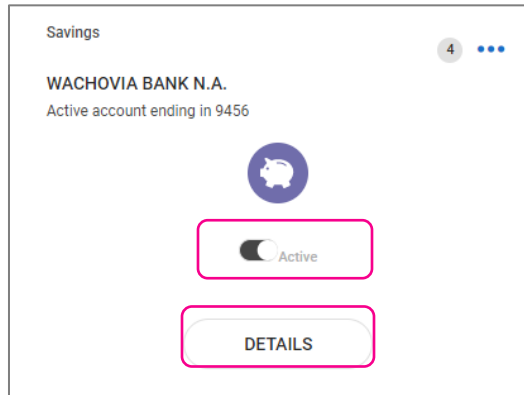 Savings
4
WACHOVIA BANK N.A.
Active account ending in 9456
Active
DETAILS